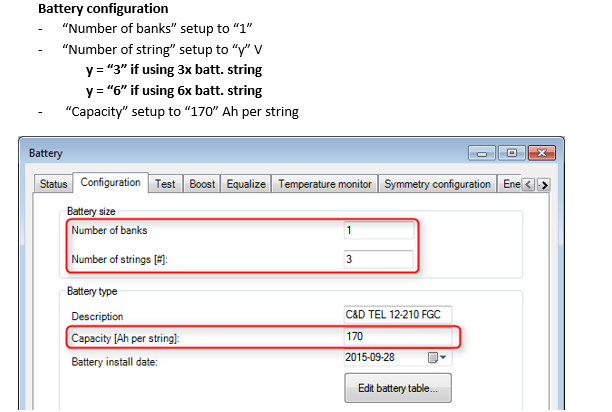 Battery configuration
- “Number of banks” setup to “1”
- “Number of string” setup to “y” V
y = “3” if using 3x batt. string
y = “6” if using 6x batt. string
- “Capacity” setup to “170” Ah per string
Battery
Status Configuration Test Boost Equalize Temperature monitor Symmetry configuration Ene
Battery size
Number of banks 1
Number of strings [#]: 3
Battery type
Description C&D TEL 12-210 FGC
Capacity [Ah per string]: 170
Battery install date: 2015-09-28
Edit battery table...